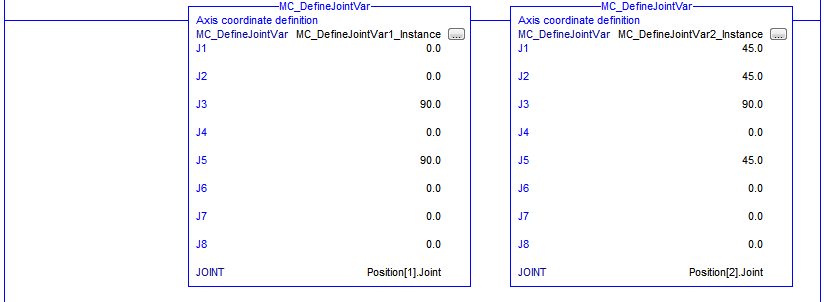 MC_DefineJointVar
Axis coordinate definition
MC_DefineJointVar MC_DefineJointVar1_Instance ...
J1 0.0
J2 0.0
J3 90.0
J4 0.0
J5 90.0
J6 0.0
J7 0.0
J8 0.0
JOINT Position[1].Joint
MC_DefineJointVar
Axis coordinate definition
MC_DefineJointVar MC_DefineJointVar2_Instance ...
J1 45.0
J2 45.0
J3 90.0
J4 0.0
J5 45.0
J6 0.0
J7 0.0
J8 0.0
JOINT Position[2].Joint